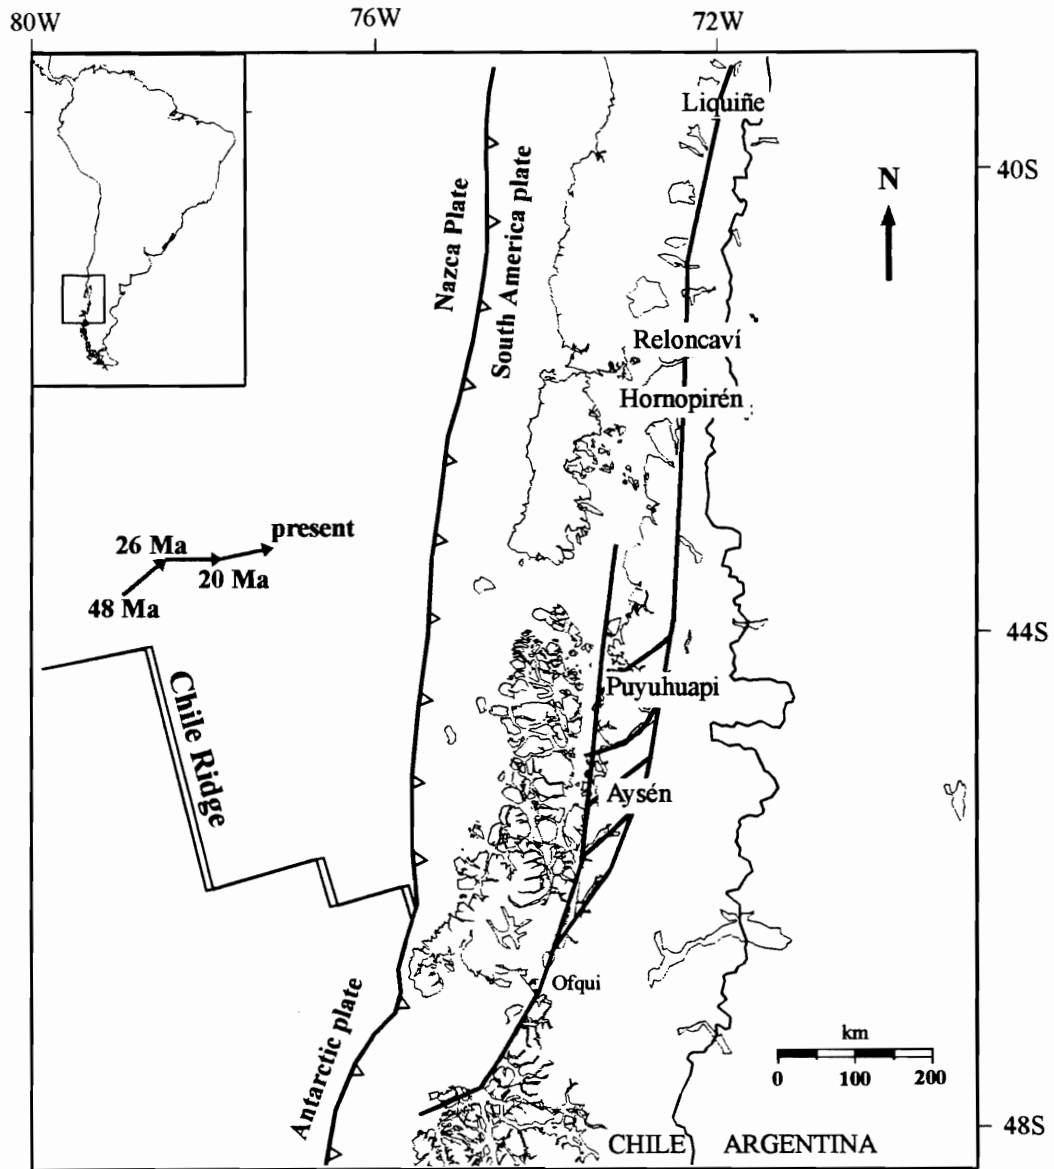 80W
76W
72W
Liquiñe
40S
N
Nazca Plate
South America plate
Reloncaví
Hornopirén
present
26 Ma
20 Ma
48 Ma
44S
Chile Ridge
Puyuhuapi
Aysén
Ofqui
Antarctic plate
km
0 100 200
48S
CHILE ARGENTINA